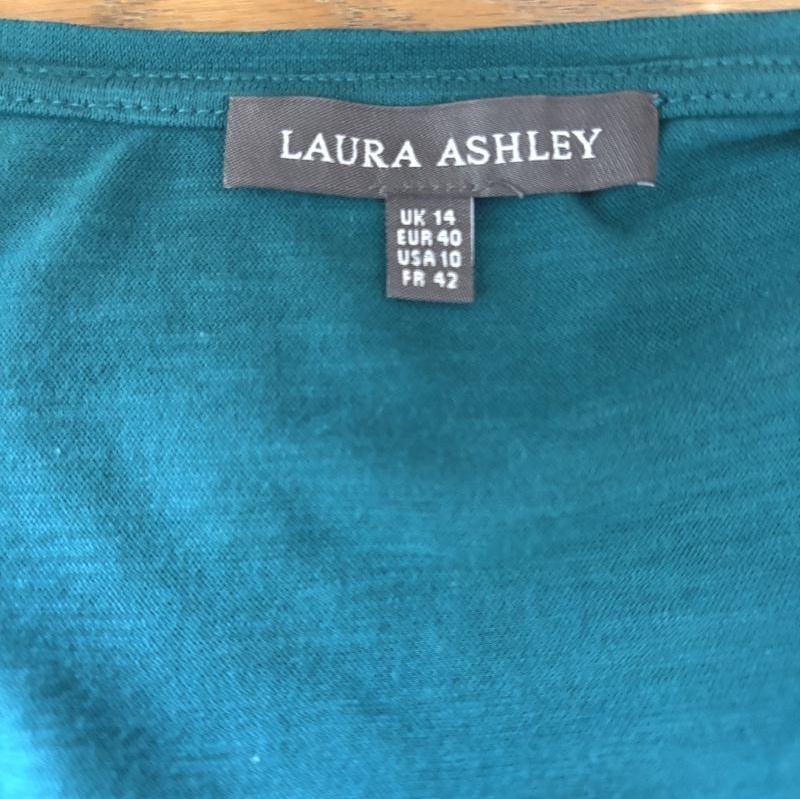 LAURA ASHLEY
UK 14
EUR 40
USA 10
FR 42